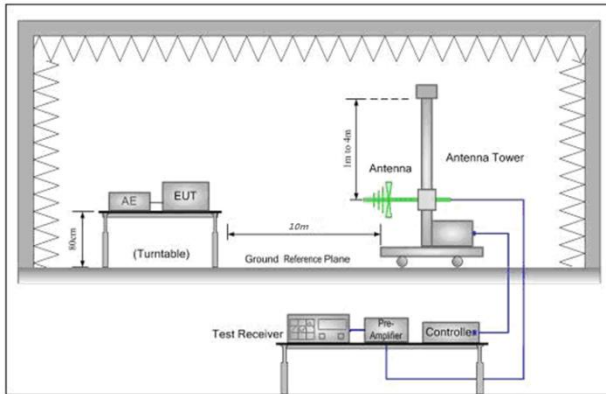 1m to 4m
Antenna
Antenna Tower
AE
EUT
80cm
(Turntable)
10m
Ground Reference Plane
Test Receiver
Pre-
Amplifier
Controller